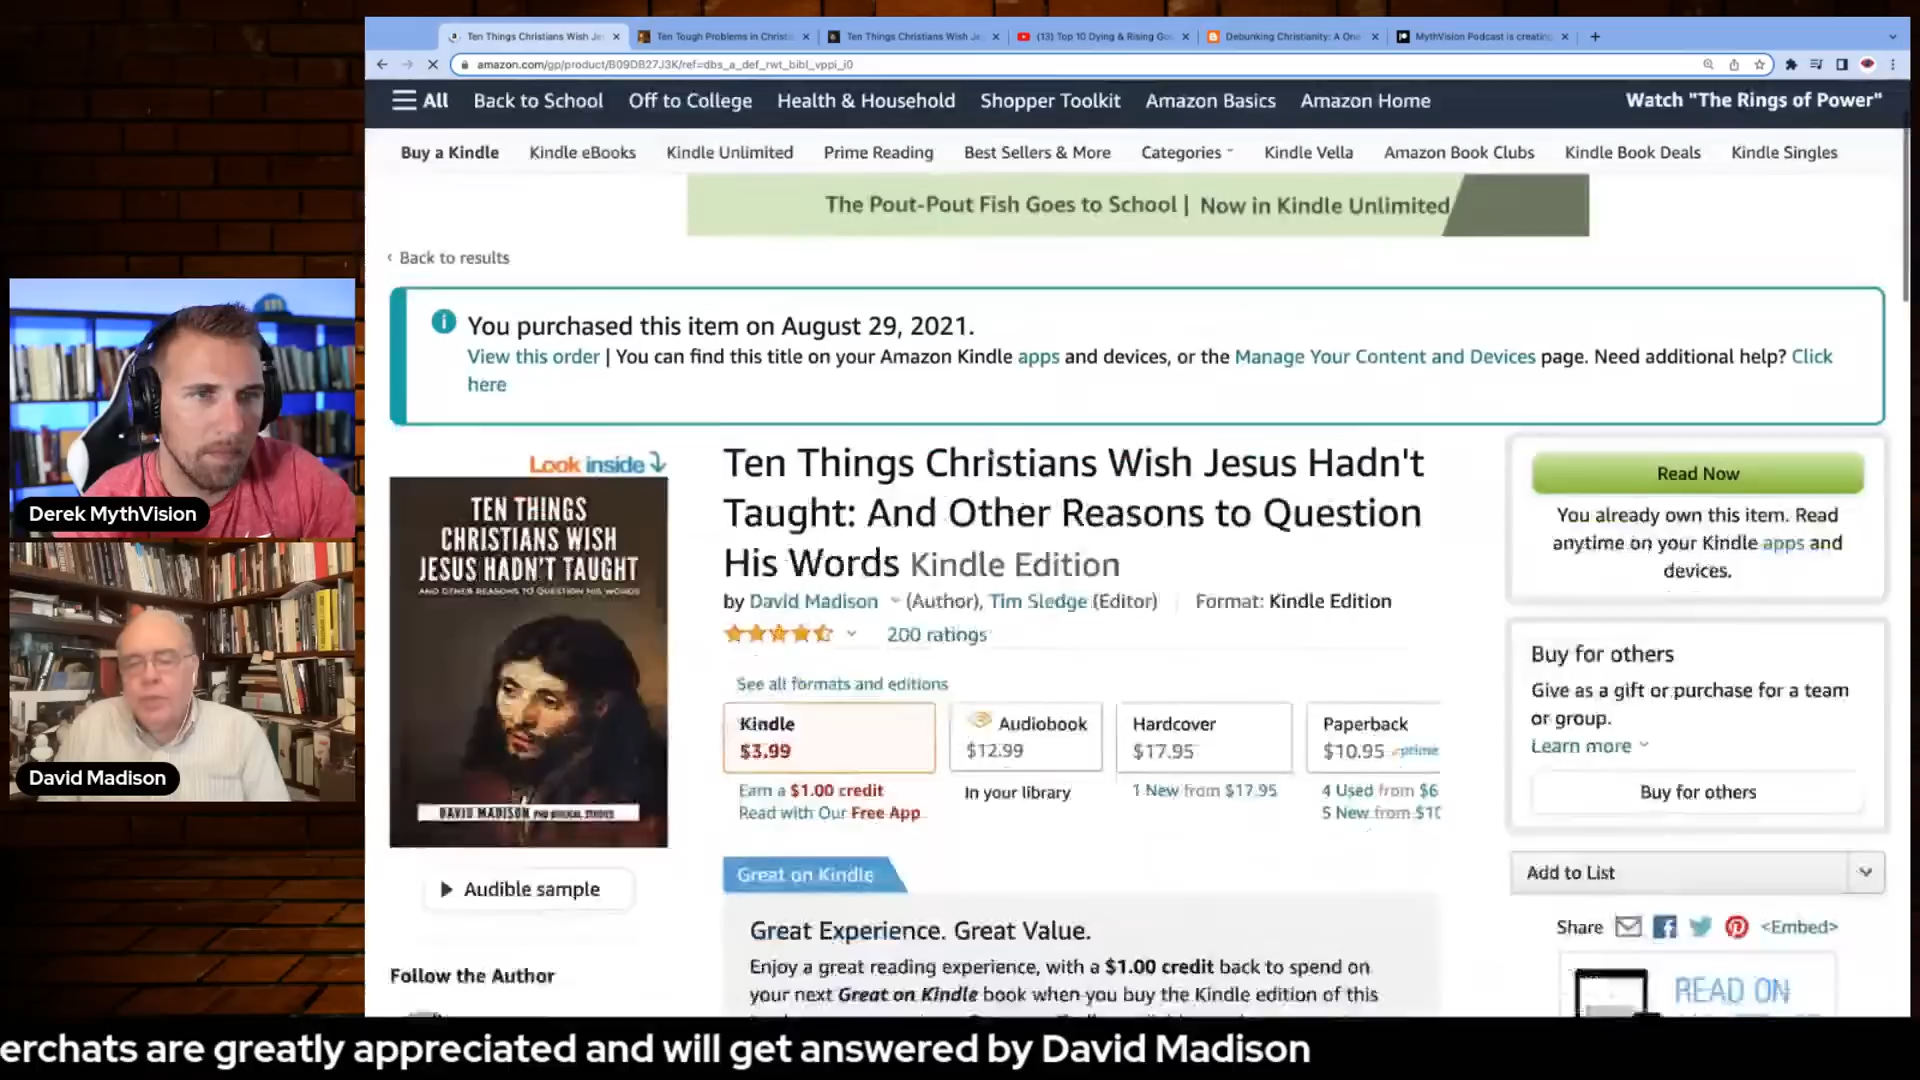 Ten Things Christians Wish Je
Ten Tough Problems in Christi
Ten Things Christians Wish Je
(13) Top 10 Dying & Rising Go
Debunking Christianity: A One
MythVision Podcast is creating
amazon.com/gp/product/B09DB27J3K/ref=dbs_a_def_rwt_bibl_vppi_i0
All Back to School Off to College Health & Household Shopper Toolkit Amazon Basics Amazon Home Watch "The Rings of Power"
Buy a Kindle Kindle eBooks Kindle Unlimited Prime Reading Best Sellers & More Categories Kindle Vella Amazon Book Clubs Kindle Book Deals Kindle Singles
The Pout-Pout Fish Goes to School | Now in Kindle Unlimited
‹ Back to results
You purchased this item on August 29, 2021.
View this order | You can find this title on your Amazon Kindle apps and devices, or the Manage Your Content and Devices page. Need additional help? Click
here
Look inside
TEN THINGS
CHRISTIANS WISH
JESUS HADN'T TAUGHT
AND OTHER REASONS TO QUESTION HIS WORDS
DAVID MADISON PHD BIBLICAL STUDIES
Audible sample
Follow the Author
Ten Things Christians Wish Jesus Hadn't
Taught: And Other Reasons to Question
His Words Kindle Edition
by David Madison (Author), Tim Sledge (Editor) Format: Kindle Edition
200 ratings
See all formats and editions
Kindle
$3.99
Earn a $1.00 credit
Read with Our Free App
Audiobook
$12.99
In your library
Hardcover
$17.95
1 New from $17.95
Paperback
$10.95 prime
4 Used from $6
5 New from $10
Great on Kindle
Great Experience. Great Value.
Enjoy a great reading experience, with a $1.00 credit back to spend on
your next Great on Kindle book when you buy the Kindle edition of this
Read Now
You already own this item. Read
anytime on your Kindle apps and
devices.
Buy for others
Give as a gift or purchase for a team
or group.
Learn more
Buy for others
Add to List
Share <Embed>
READ ON
Derek MythVision
David Madison
erchats are greatly appreciated and will get answered by David Madison